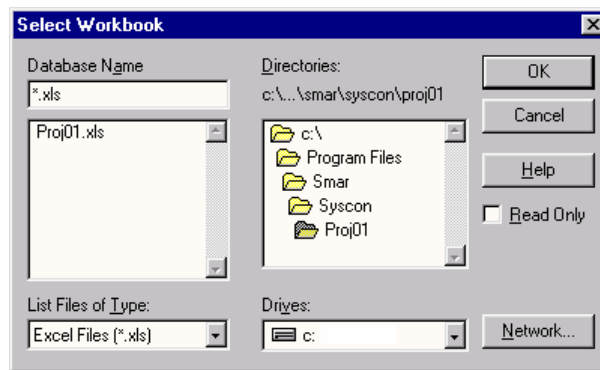 Select Workbook
Database Name
*.xls
Proj01.xls
Directories:
c:\...\smar\syscon\proj01
c:\
Program Files
Smar
Syscon
Proj01
OK
Cancel
Help
Read Only
List Files of Type:
Excel Files (*.xls)
Drives:
c:
Network...